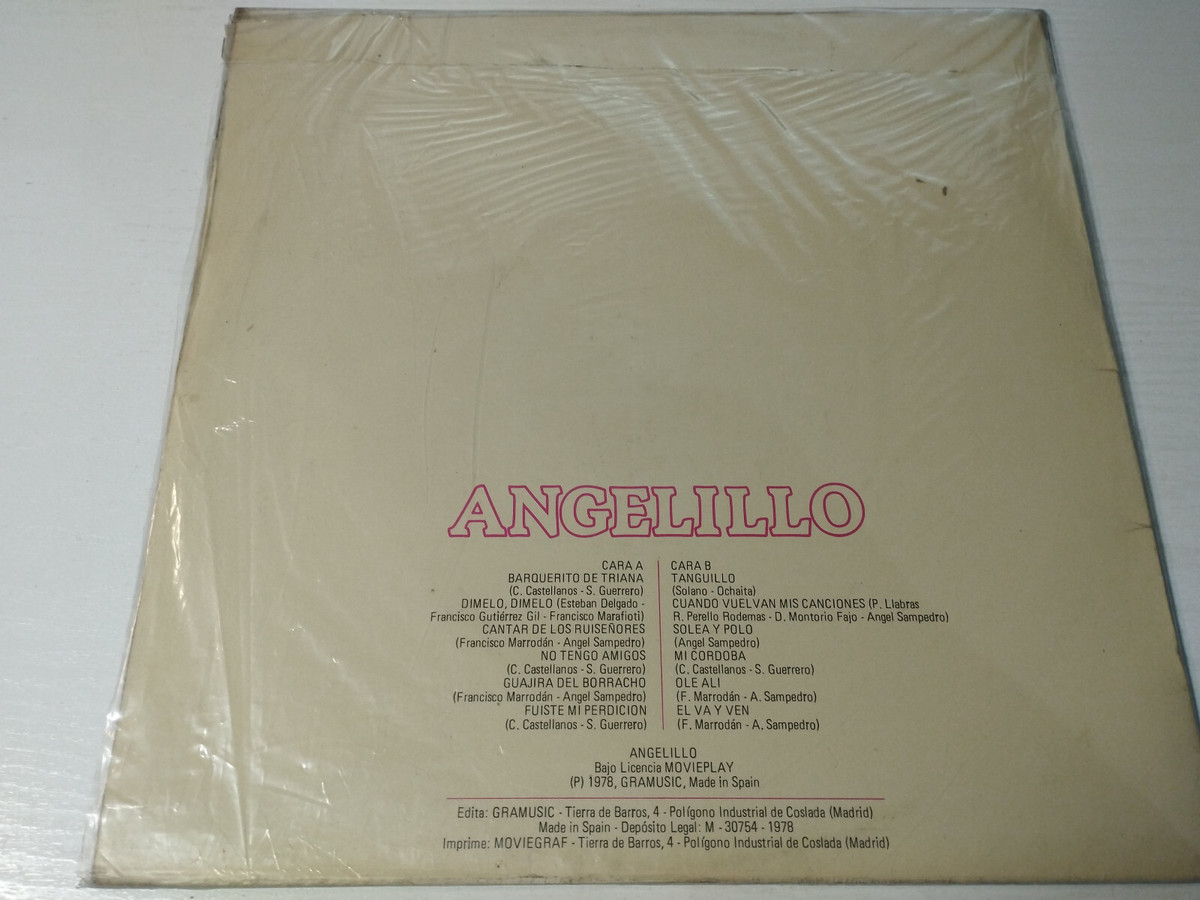 ANGELILLO
CARA A
BARQUERITO DE TRIANA
(C. Castellanos - S. Guerrero)
DIMELO, DIMELO (Esteban Delgado -
Francisco Gutiérrez Gil - Francisco Marafioti)
CANTAR DE LOS RUISEÑORES
(Francisco Marrodán - Angel Sampedro)
NO TENGO AMIGOS
(C. Castellanos - S. Guerrero)
GUAJIRA DEL BORRACHO
(Francisco Marrodán - Angel Sampedro)
FUISTE MI PERDICION
(C. Castellanos - S. Guerrero)
CARA B
TANGUILLO
(Solano - Ochaita)
CUANDO VUELVAN MIS CANCIONES (P. Llabras
R. Perello Rodemas - D. Montorio Fajo - Angel Sampedro)
SOLEA Y POLO
(Angel Sampedro)
MI CORDOBA
(C. Castellanos - S. Guerrero)
OLE ALI
(F. Marrodán - A. Sampedro)
EL VA Y VEN
(F. Marrodán - A. Sampedro)
ANGELILLO
Bajo Licencia MOVIEPLAY
(P) 1978, GRAMUSIC, Made in Spain
Edita: GRAMUSIC - Tierra de Barros, 4 - Polígono Industrial de Coslada (Madrid)
Made in Spain - Depósito Legal: M - 30754 - 1978
Imprime: MOVIEGRAF - Tierra de Barros, 4 - Polígono Industrial de Coslada (Madrid)